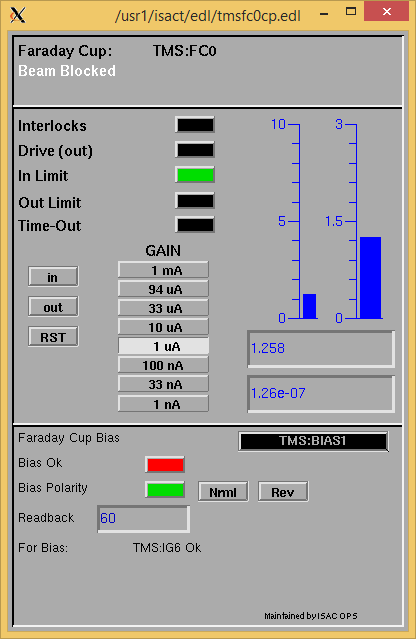 /usr1/isact/edl/tmsfc0cp.edl
Faraday Cup: TMS:FC0
Beam Blocked
Interlocks
Drive (out)
In Limit
Out Limit
Time-Out
10
5
0
3
1.5
0
GAIN
1 mA
94 uA
33 uA
10 uA
1 uA
100 nA
33 nA
1 nA
in
out
RST
1.258
1.26e-07
Faraday Cup Bias TMS:BIAS1
Bias Ok
Bias Polarity Nrml Rev
Readback 60
For Bias: TMS:IG6 Ok
Maintained by ISAC OPS